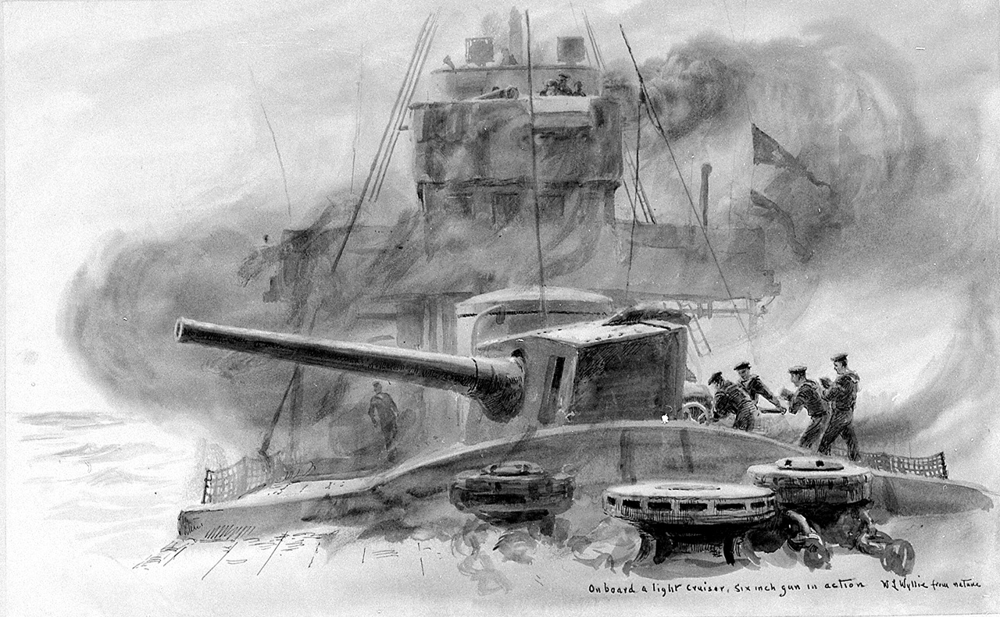 On board a light cruiser, six inch gun in action W L Wyllie from nature